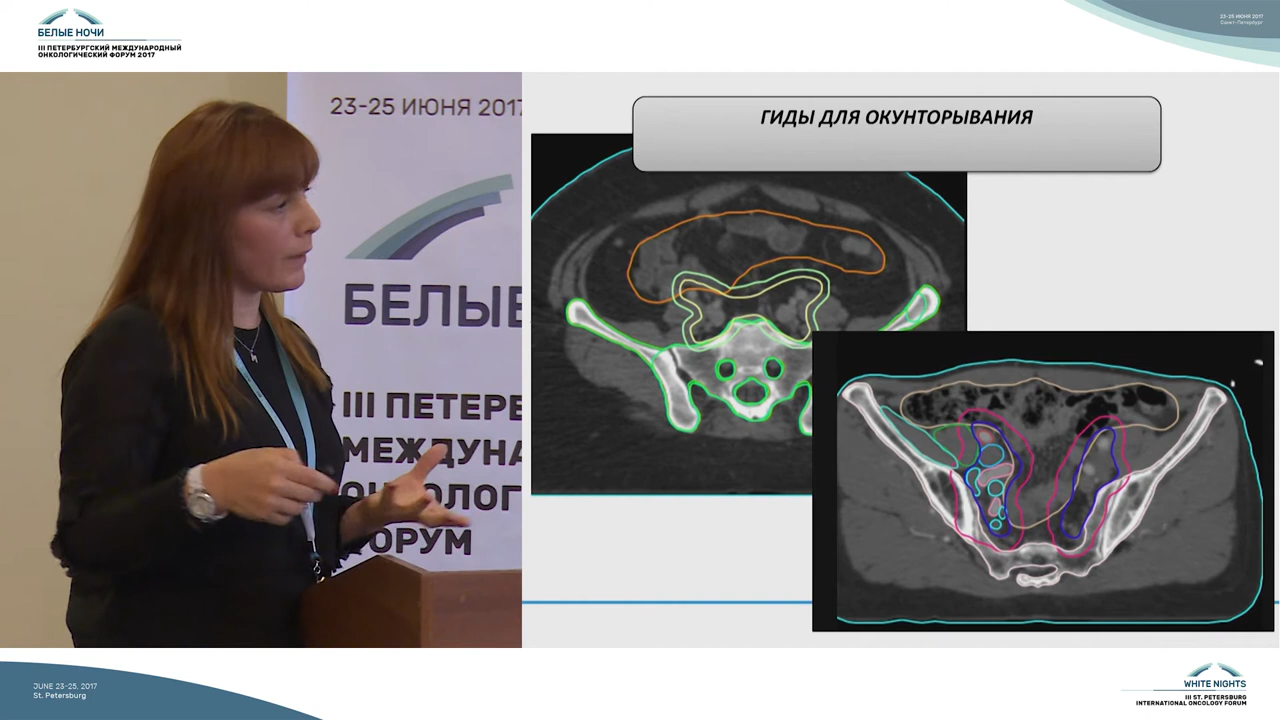 БЕЛЫЕ НОЧИ
III ПЕТЕРБУРГСКИЙ МЕЖДУНАРОДНЫЙ
ОНКОЛОГИЧЕСКИЙ ФОРУМ 2017
23-25 ИЮНЯ 2017
Санкт-Петербург
23-25 ИЮНЯ 2017
БЕЛЫЕ
III ПЕТЕРБ
МЕЖДУНА
ОНКОЛОГ
ФОРУМ
ГИДЫ ДЛЯ ОКУНТОРЫВАНИЯ
JUNE 23-25, 2017
St. Petersburg
WHITE NIGHTS
III ST. PETERSBURG
INTERNATIONAL ONCOLOGY FORUM